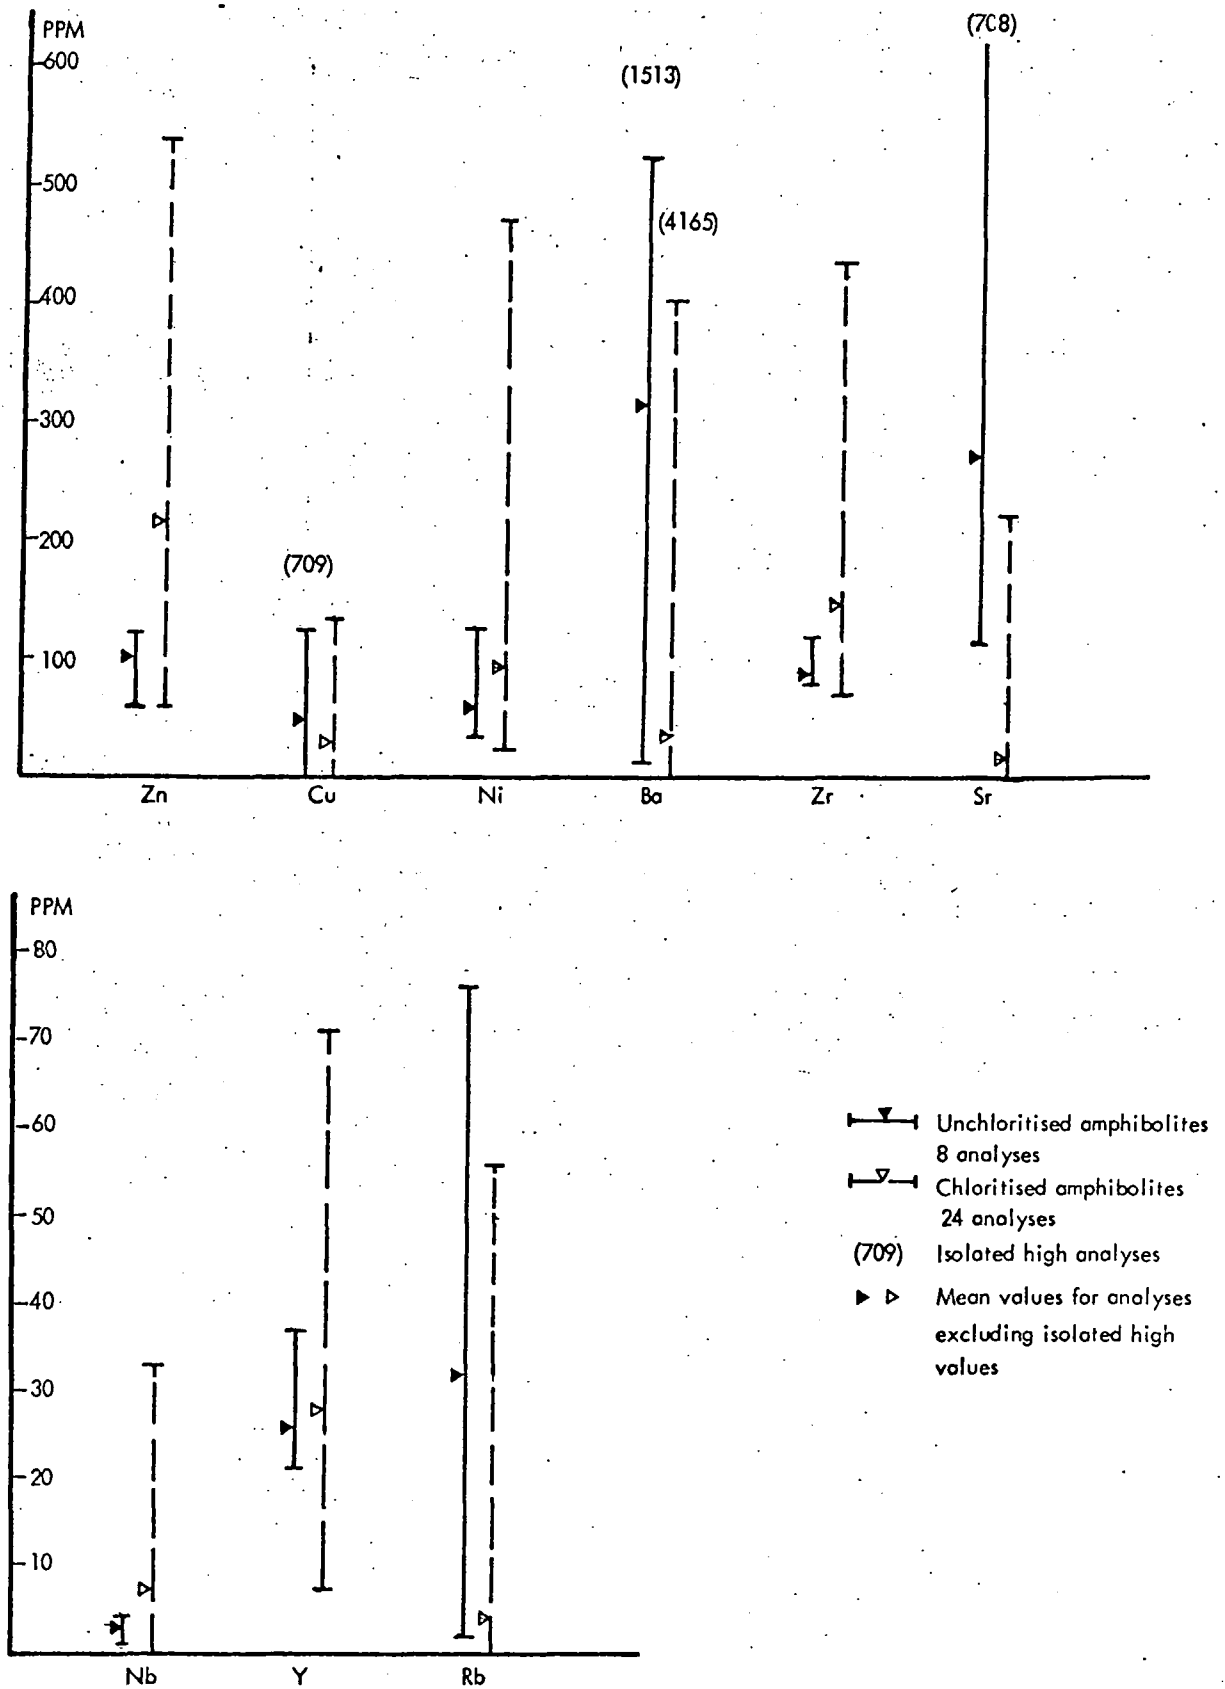 PPM
(7C8)
600
(1513)
500
(4165)
400
300
200
(709)
100
Zn Cu Ni Ba Zr Sr
PPM
80
70
60
50
40
30
20
10
Nb Y Rb
Unchloritised amphibolites
8 analyses
Chloritised amphibolites
24 analyses
(709) Isolated high analyses
Mean values for analyses
excluding isolated high
values